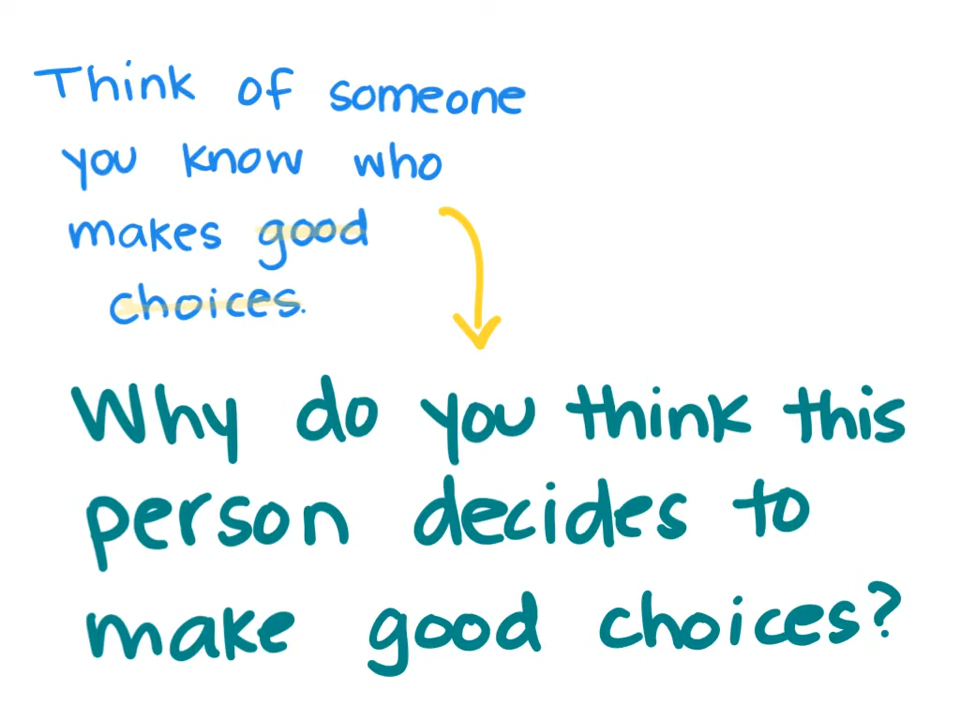 Think of someone
you know who
makes good
choices.
Why do you think this
person decides to
make good choices?